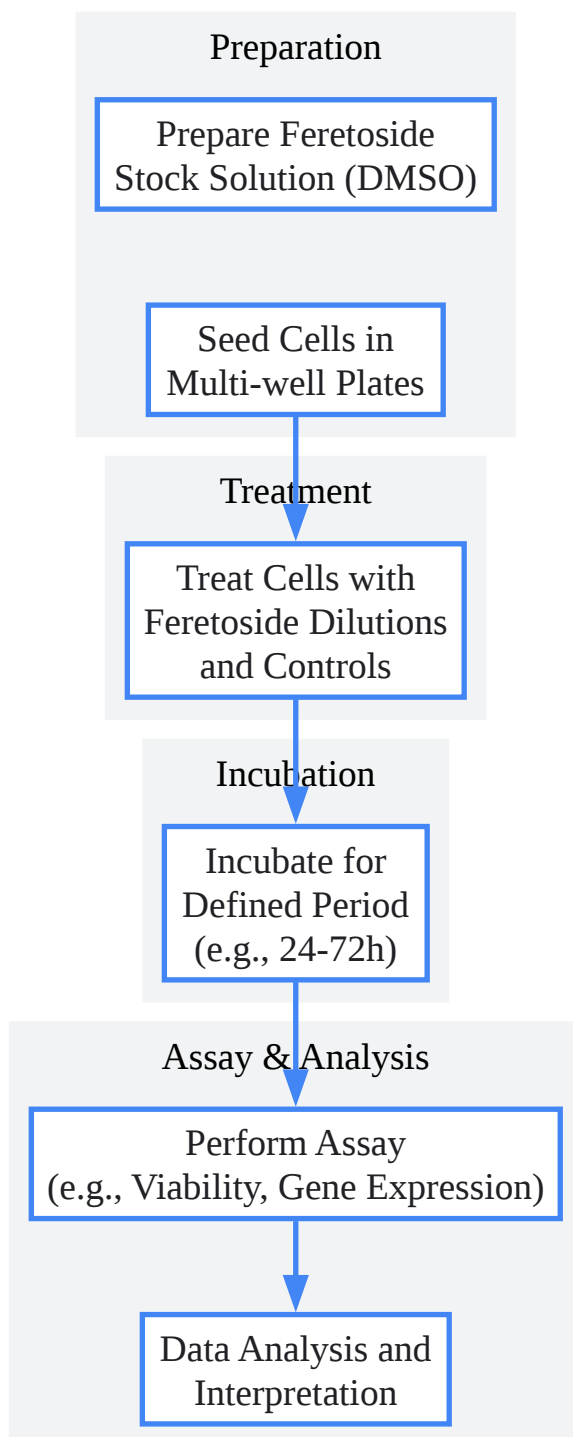 Preparation
Prepare Feretoside
Stock Solution (DMSO)
Seed Cells in
Multi-well Plates
Treatment
Treat Cells with
Feretoside Dilutions
and Controls
Incubation
Incubate for
Defined Period
(e.g., 24-72h)
Assay & Analysis
Perform Assay
(e.g., Viability, Gene Expression)
Data Analysis and
Interpretation